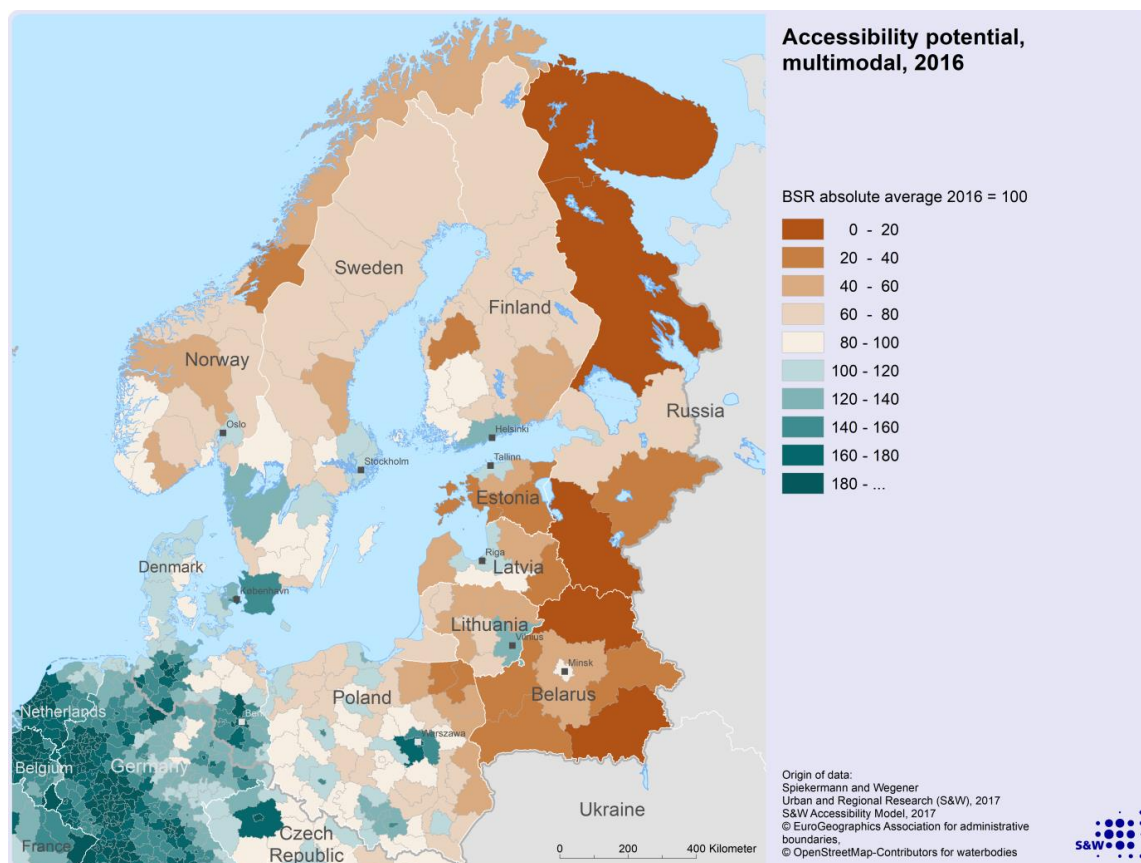 Accessibility potential,
multimodal, 2016
BSR absolute average 2016 = 100
0 - 20
20 - 40
40 - 60
60 - 80
80 - 100
100 - 120
120 - 140
140 - 160
160 - 180
180 - ...
Sweden
Finland
Norway
Oslo
Helsinki
Russia
Stockholm
Tallinn
Estonia
Riga
Latvia
Denmark
København
Lithuania
Vilnius
Minsk
Belarus
Poland
Netherlands
Warszawa
Belgium
Germany
Ukraine
Czech
Republic
France
0 200 400 Kilometer
Origin of data:
Spiekermann and Wegener
Urban and Regional Research (S&W), 2017
S&W Accessibility Model, 2017
© EuroGeographics Association for administrative
boundaries,
© OpenStreetMap-Contributors for waterbodies
S&W